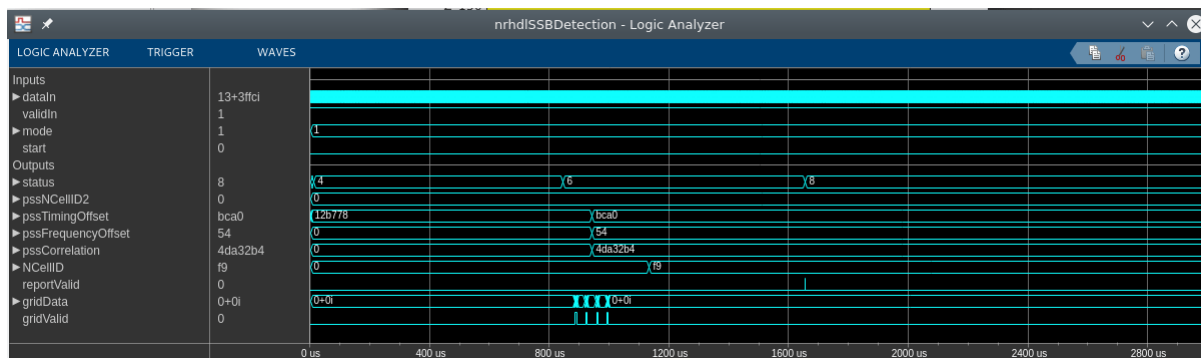 nrhdlSSBDetection - Logic Analyzer
LOGIC ANALYZER TRIGGER WAVES
Inputs
dataIn 13+3ffci
validIn 1
mode 1 1
start 0
Outputs
status 8 4 6 8
pssNCellID2 0 0
pssTimingOffset bca0 12b778 bca0
pssFrequencyOffset 54 0 54
pssCorrelation 4da32b4 0 4da32b4
NCellID f9 0 f9
reportValid 0
gridData 0+0i 0+0i 0+0i
gridValid 0
0 us 400 us 800 us 1200 us 1600 us 2000 us 2400 us 2800 us